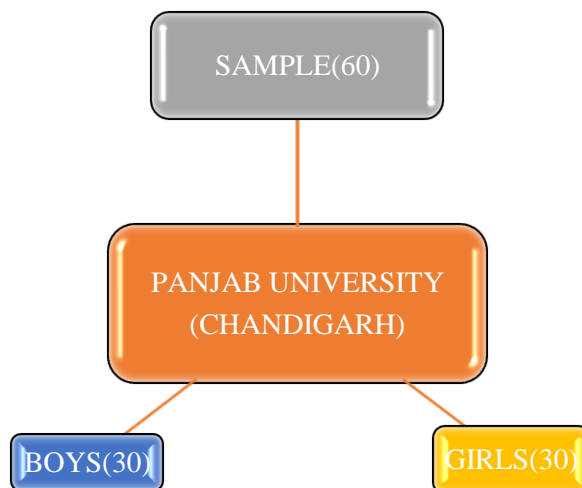 SAMPLE(60)
PANJAB UNIVERSITY
(CHANDIGARH)
BOYS(30)
GIRLS(30)